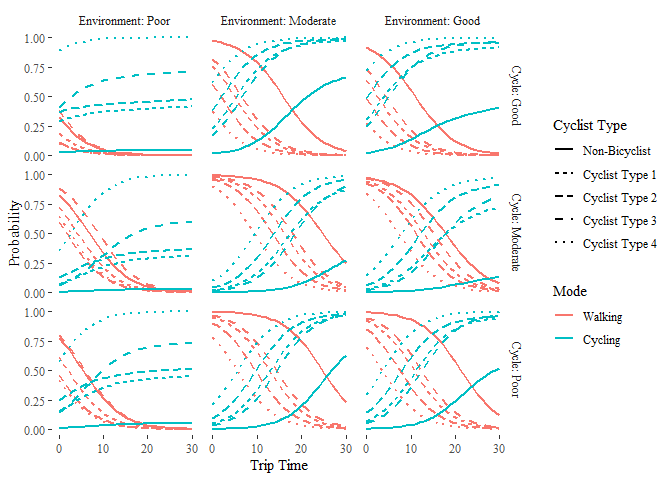 Environment: Poor
Environment: Moderate
Environment: Good
1.00
0.75
0.50
0.25
0.00
Cycle: Good
1.00
0.75
0.50
0.25
0.00
Cycle: Moderate
1.00
0.75
0.50
0.25
0.00
Cycle: Poor
Probability
0 10 20 30
0 10 20 30
0 10 20 30
Trip Time
Cyclist Type
Non-Bicyclist
Cyclist Type 1
Cyclist Type 2
Cyclist Type 3
Cyclist Type 4
Mode
Walking
Cycling